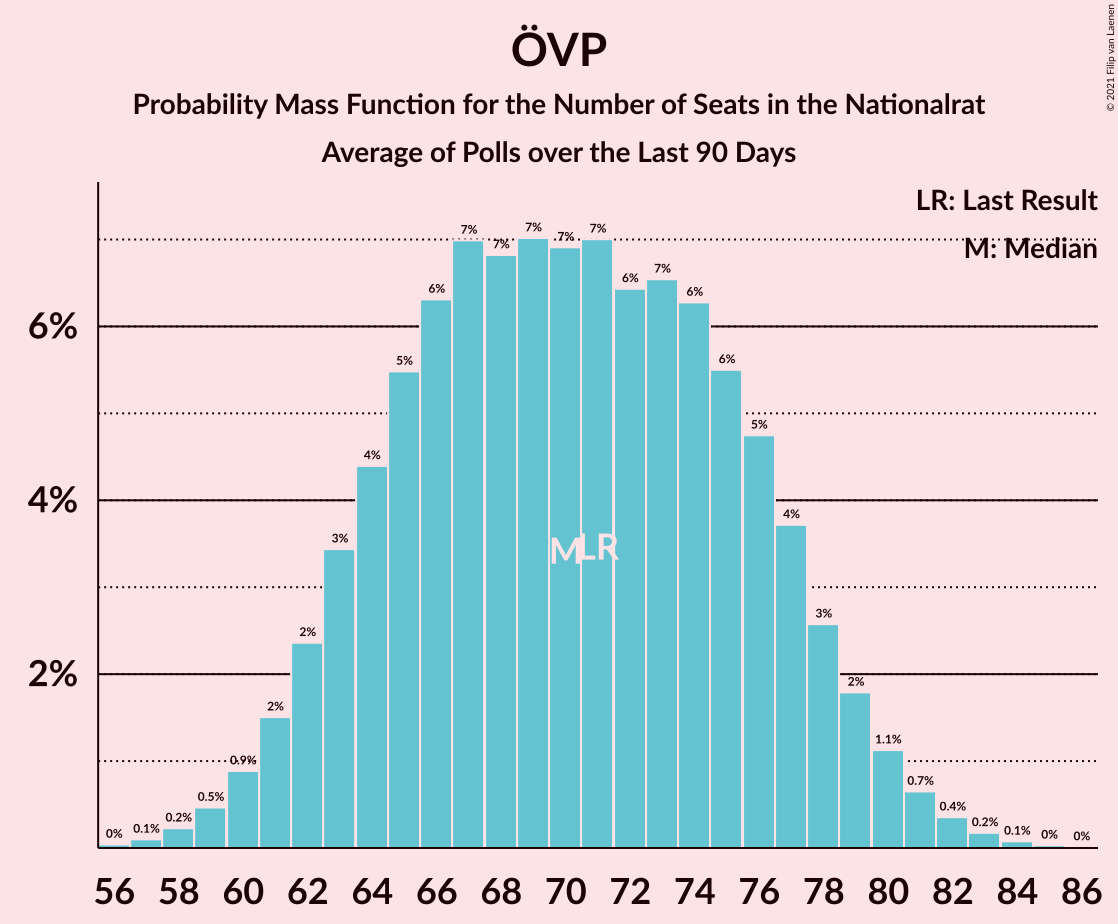 ÖVP
Probability Mass Function for the Number of Seats in the Nationalrat
Average of Polls over the Last 90 Days
© 2021 Filip van Laenen
LR: Last Result
M: Median
6%
4%
2%
0% 0.1% 0.2% 0.5% 0.9% 2% 2% 3% 4% 5% 6% 7% 7% 7% 7% 7% 6% 7% 6% 6% 5% 4% 3% 2% 1.1% 0.7% 0.4% 0.2% 0.1% 0% 0%
M LR
56 58 60 62 64 66 68 70 72 74 76 78 80 82 84 86